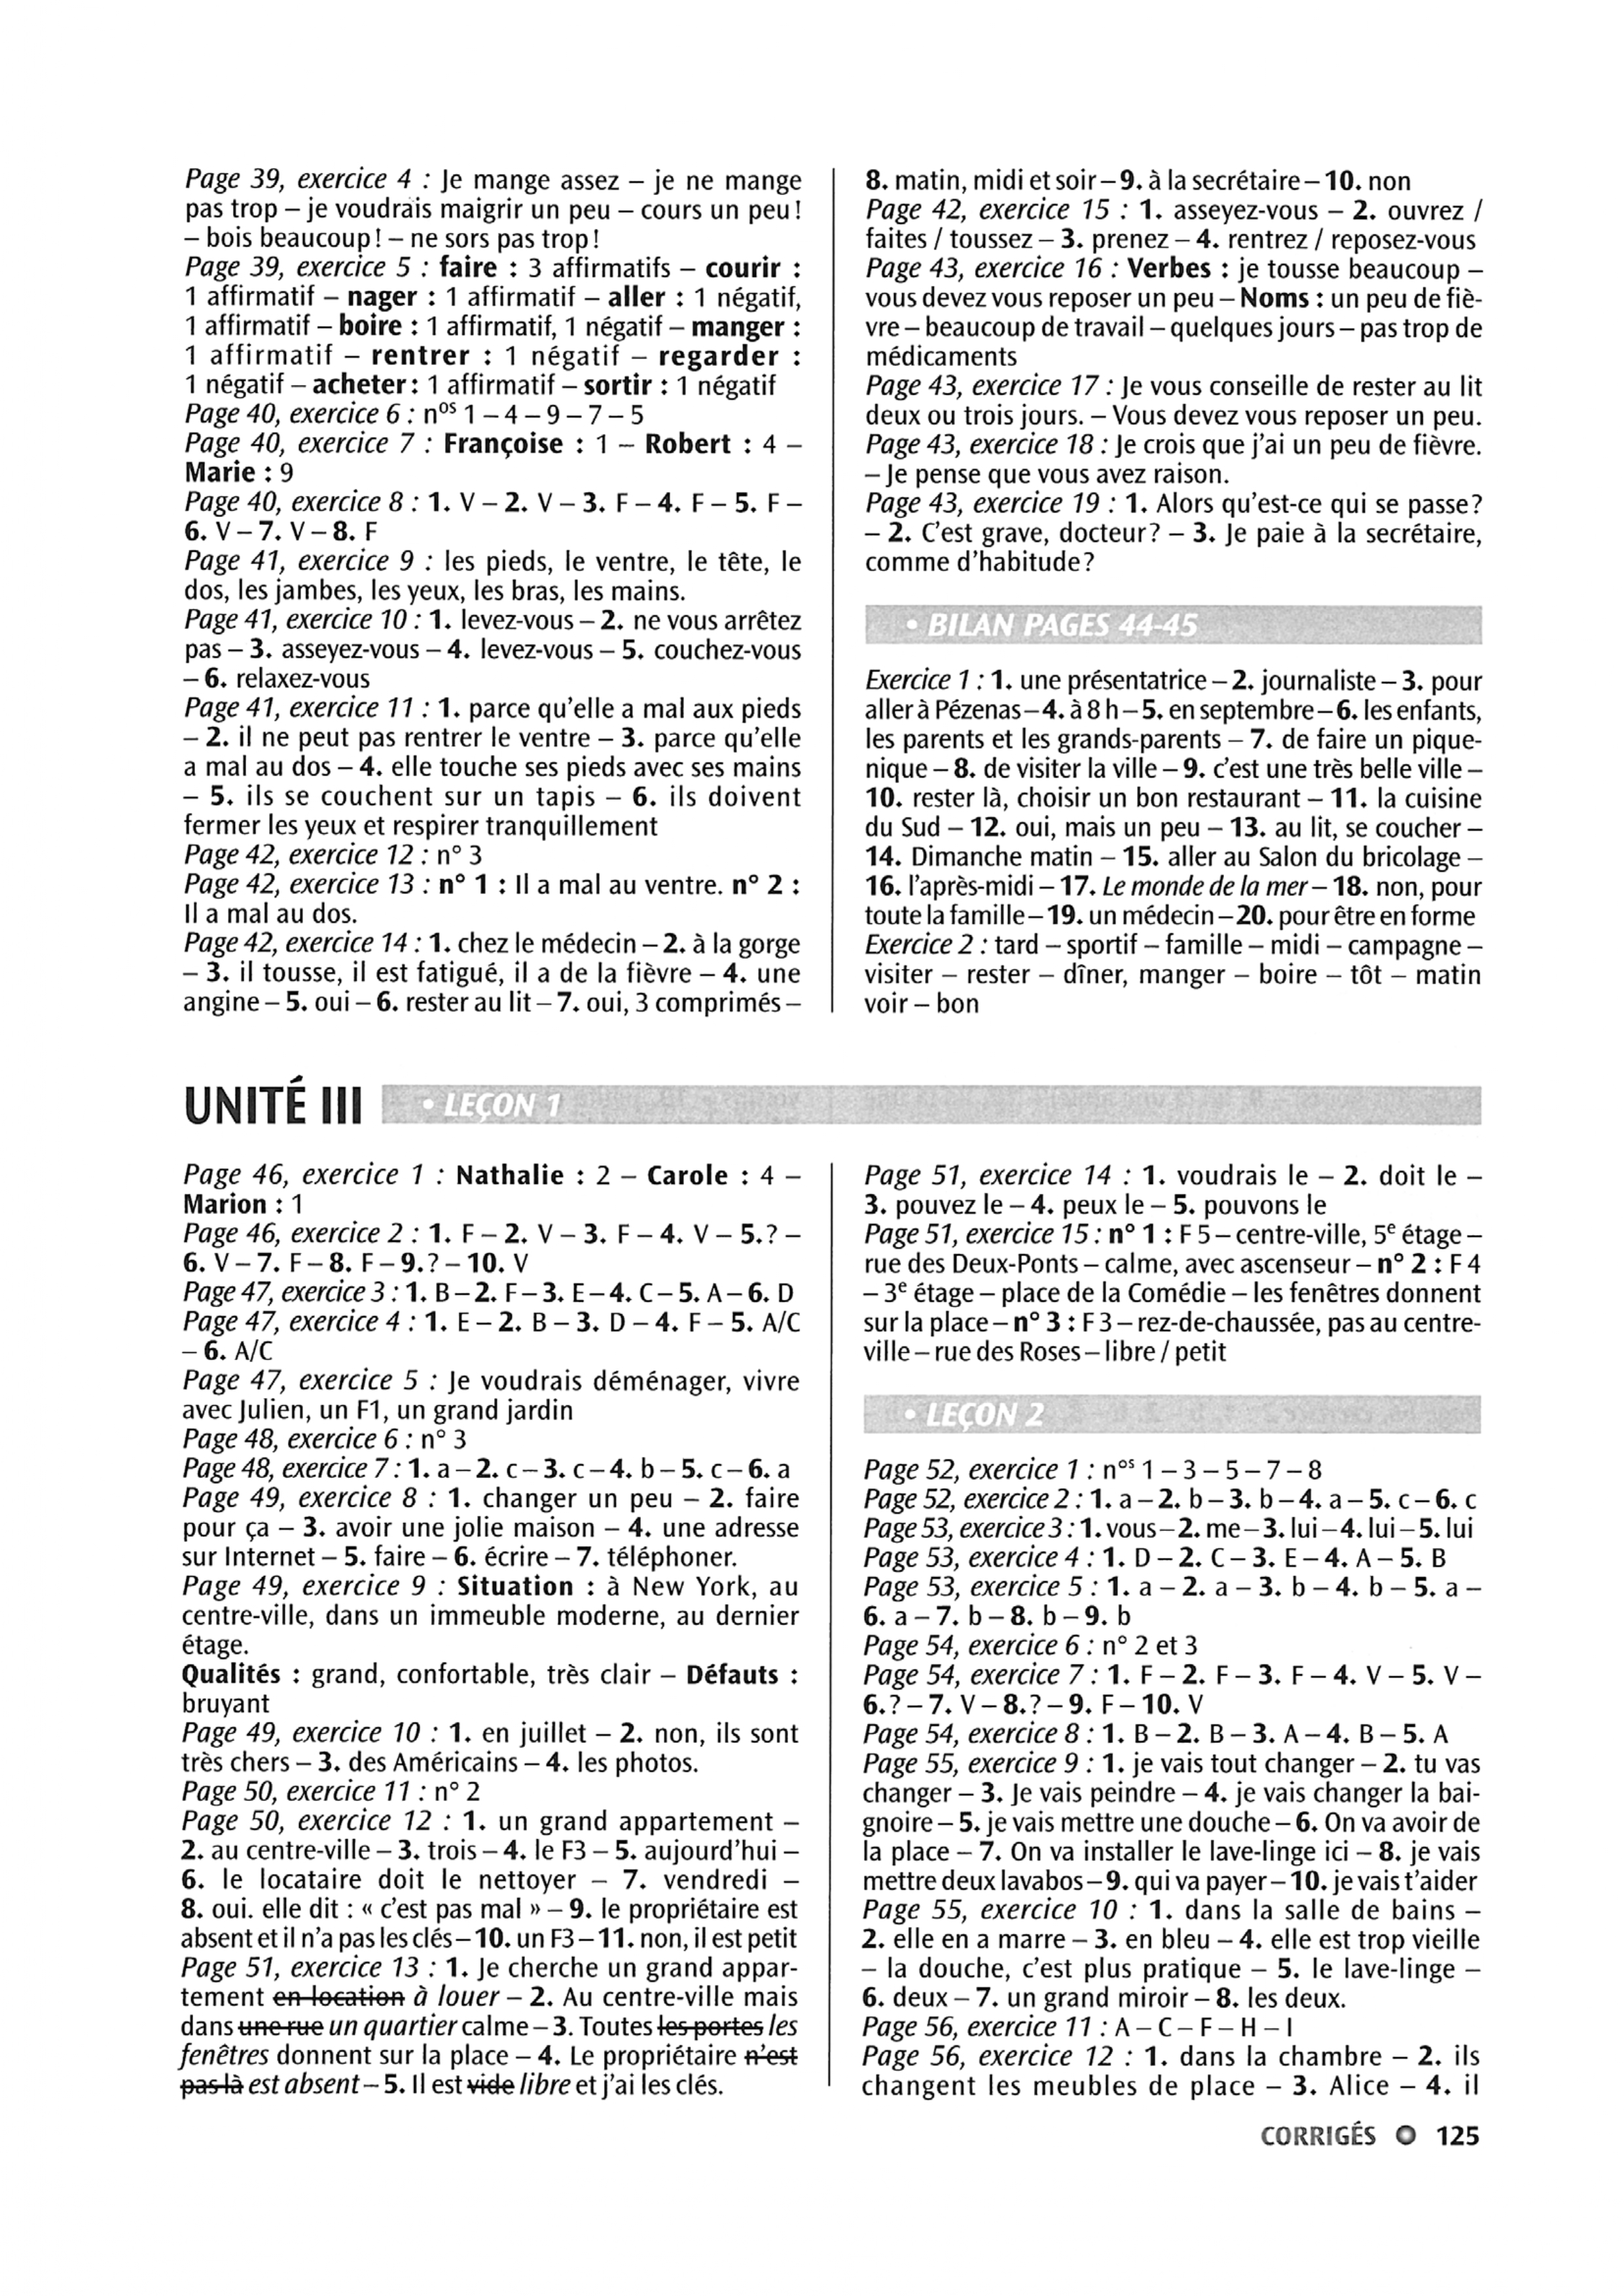 Page 39, exercice 4 : Je mange assez – je ne mange
pas trop – je voudrais maigrir un peu – cours un peu !
– bois beaucoup ! – ne sors pas trop !
Page 39, exercice 5 : faire : 3 affirmatifs – courir :
1 affirmatif – nager : 1 affirmatif – aller : 1 négatif,
1 affirmatif – boire : 1 affirmatif, 1 négatif – manger :
1 affirmatif – rentrer : 1 négatif – regarder :
1 négatif – acheter : 1 affirmatif – sortir : 1 négatif
Page 40, exercice 6 : nos 1 – 4 – 9 – 7 – 5
Page 40, exercice 7 : Françoise : 1 – Robert : 4 –
Marie : 9
Page 40, exercice 8 : 1. V – 2. V – 3. F – 4. F – 5. F –
6. V – 7. V – 8. F
Page 41, exercice 9 : les pieds, le ventre, le tête, le
dos, les jambes, les yeux, les bras, les mains.
Page 41, exercice 10 : 1. levez-vous – 2. ne vous arrêtez
pas – 3. asseyez-vous – 4. levez-vous – 5. couchez-vous
– 6. relaxez-vous
Page 41, exercice 11 : 1. parce qu'elle a mal aux pieds
– 2. il ne peut pas rentrer le ventre – 3. parce qu'elle
a mal au dos – 4. elle touche ses pieds avec ses mains
– 5. ils se couchent sur un tapis – 6. ils doivent
fermer les yeux et respirer tranquillement
Page 42, exercice 12 : n° 3
Page 42, exercice 13 : n° 1 : Il a mal au ventre. n° 2 :
Il a mal au dos.
Page 42, exercice 14 : 1. chez le médecin – 2. à la gorge
– 3. il tousse, il est fatigué, il a de la fièvre – 4. une
angine – 5. oui – 6. rester au lit – 7. oui, 3 comprimés –
8. matin, midi et soir – 9. à la secrétaire – 10. non
Page 42, exercice 15 : 1. asseyez-vous – 2. ouvrez /
faites / toussez – 3. prenez – 4. rentrez / reposez-vous
Page 43, exercice 16 : Verbes : je tousse beaucoup –
vous devez vous reposer un peu – Noms : un peu de fiè-
vre – beaucoup de travail – quelques jours – pas trop de
médicaments
Page 43, exercice 17 : Je vous conseille de rester au lit
deux ou trois jours. – Vous devez vous reposer un peu.
Page 43, exercice 18 : Je crois que j'ai un peu de fièvre.
– Je pense que vous avez raison.
Page 43, exercice 19 : 1. Alors qu'est-ce qui se passe?
– 2. C'est grave, docteur? – 3. Je paie à la secrétaire,
comme d'habitude?
• BILAN PAGES 44-45
Exercice 1 : 1. une présentatrice – 2. journaliste – 3. pour
aller à Pézenas – 4. à 8 h – 5. en septembre – 6. les enfants,
les parents et les grands-parents – 7. de faire un pique-
nique – 8. de visiter la ville – 9. c'est une très belle ville –
10. rester là, choisir un bon restaurant – 11. la cuisine
du Sud – 12. oui, mais un peu – 13. au lit, se coucher –
14. Dimanche matin – 15. aller au Salon du bricolage –
16. l'après-midi – 17. Le monde de la mer – 18. non, pour
toute la famille – 19. un médecin – 20. pour être en forme
Exercice 2 : tard – sportif – famille – midi – campagne –
visiter – rester – dîner, manger – boire – tôt – matin
voir – bon
UNITÉ III • LEÇON 1
Page 46, exercice 1 : Nathalie : 2 – Carole : 4 –
Marion : 1
Page 46, exercice 2 : 1. F – 2. V – 3. F – 4. V – 5. ? –
6. V – 7. F – 8. F – 9. ? – 10. V
Page 47, exercice 3 : 1. B – 2. F – 3. E – 4. C – 5. A – 6. D
Page 47, exercice 4 : 1. E – 2. B – 3. D – 4. F – 5. A/C
– 6. A/C
Page 47, exercice 5 : Je voudrais déménager, vivre
avec Julien, un F1, un grand jardin
Page 48, exercice 6 : n° 3
Page 48, exercice 7 : 1. a – 2. c – 3. c – 4. b – 5. c – 6. a
Page 49, exercice 8 : 1. changer un peu – 2. faire
pour ça – 3. avoir une jolie maison – 4. une adresse
sur Internet – 5. faire – 6. écrire – 7. téléphoner.
Page 49, exercice 9 : Situation : à New York, au
centre-ville, dans un immeuble moderne, au dernier
étage.
Qualités : grand, confortable, très clair – Défauts :
bruyant
Page 49, exercice 10 : 1. en juillet – 2. non, ils sont
très chers – 3. des Américains – 4. les photos.
Page 50, exercice 11 : n° 2
Page 50, exercice 12 : 1. un grand appartement –
2. au centre-ville – 3. trois – 4. le F3 – 5. aujourd'hui –
6. le locataire doit le nettoyer – 7. vendredi –
8. oui. elle dit : « c'est pas mal » – 9. le propriétaire est
absent et il n'a pas les clés – 10. un F3 – 11. non, il est petit
Page 51, exercice 13 : 1. Je cherche un grand appar-
tement en location à louer – 2. Au centre-ville mais
dans une rue un quartier calme – 3. Toutes les portes les
fenêtres donnent sur la place – 4. Le propriétaire n'est
pas là est absent – 5. Il est vide libre et j'ai les clés.
Page 51, exercice 14 : 1. voudrais le – 2. doit le –
3. pouvez le – 4. peux le – 5. pouvons le
Page 51, exercice 15 : n° 1 : F 5 – centre-ville, 5e étage –
rue des Deux-Ponts – calme, avec ascenseur – n° 2 : F 4
– 3e étage – place de la Comédie – les fenêtres donnent
sur la place – n° 3 : F 3 – rez-de-chaussée, pas au centre-
ville – rue des Roses – libre / petit
• LEÇON 2
Page 52, exercice 1 : nos 1 – 3 – 5 – 7 – 8
Page 52, exercice 2 : 1. a – 2. b – 3. b – 4. a – 5. c – 6. c
Page 53, exercice 3 : 1. vous – 2. me – 3. lui – 4. lui – 5. lui
Page 53, exercice 4 : 1. D – 2. C – 3. E – 4. A – 5. B
Page 53, exercice 5 : 1. a – 2. a – 3. b – 4. b – 5. a –
6. a – 7. b – 8. b – 9. b
Page 54, exercice 6 : n° 2 et 3
Page 54, exercice 7 : 1. F – 2. F – 3. F – 4. V – 5. V –
6. ? – 7. V – 8. ? – 9. F – 10. V
Page 54, exercice 8 : 1. B – 2. B – 3. A – 4. B – 5. A
Page 55, exercice 9 : 1. je vais tout changer – 2. tu vas
changer – 3. Je vais peindre – 4. je vais changer la bai-
gnoire – 5. je vais mettre une douche – 6. On va avoir de
la place – 7. On va installer le lave-linge ici – 8. je vais
mettre deux lavabos – 9. qui va payer – 10. je vais t'aider
Page 55, exercice 10 : 1. dans la salle de bains –
2. elle en a marre – 3. en bleu – 4. elle est trop vieille
– la douche, c'est plus pratique – 5. le lave-linge –
6. deux – 7. un grand miroir – 8. les deux.
Page 56, exercice 11 : A – C – F – H – I
Page 56, exercice 12 : 1. dans la chambre – 2. ils
changent les meubles de place – 3. Alice – 4. il
CORRIGÉS 125